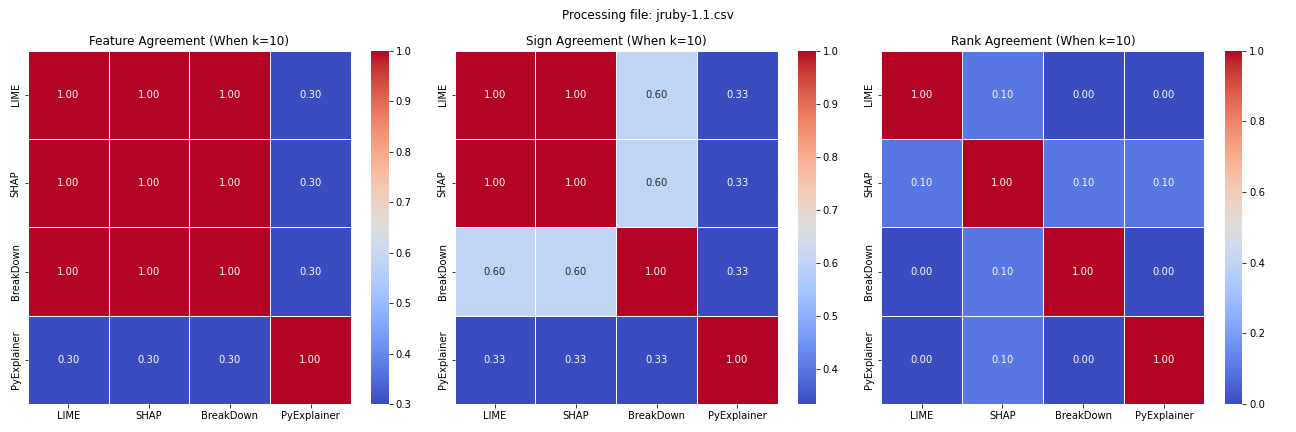 Processing file: jruby-1.1.csv
Feature Agreement (When k=10)
LIME 1.00 1.00 1.00 0.30
SHAP 1.00 1.00 1.00 0.30
BreakDown 1.00 1.00 1.00 0.30
PyExplainer 0.30 0.30 0.30 1.00
LIME SHAP BreakDown PyExplainer
1.0
0.9
0.8
0.7
0.6
0.5
0.4
0.3
Sign Agreement (When k=10)
LIME 1.00 1.00 0.60 0.33
SHAP 1.00 1.00 0.60 0.33
BreakDown 0.60 0.60 1.00 0.33
PyExplainer 0.33 0.33 0.33 1.00
LIME SHAP BreakDown PyExplainer
1.0
0.9
0.8
0.7
0.6
0.5
0.4
Rank Agreement (When k=10)
LIME 1.00 0.10 0.00 0.00
SHAP 0.10 1.00 0.10 0.10
BreakDown 0.00 0.10 1.00 0.00
PyExplainer 0.00 0.10 0.00 1.00
LIME SHAP BreakDown PyExplainer
1.0
0.8
0.6
0.4
0.2
0.0